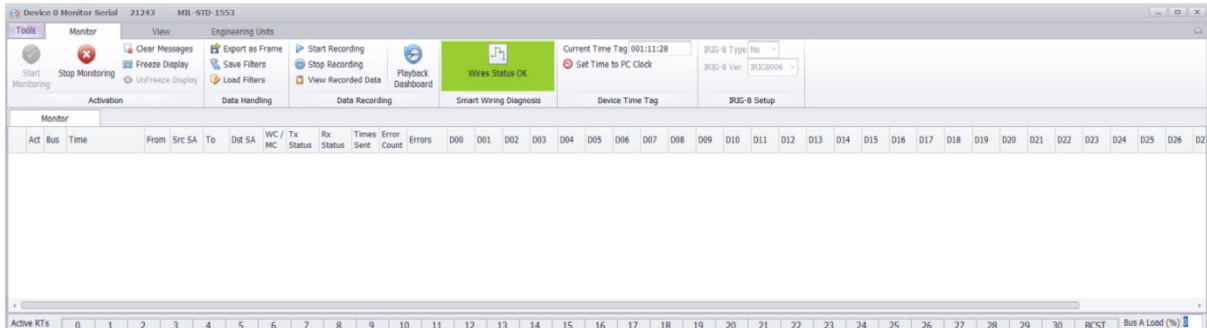 Device 0 Monitor Serial 21243 MIL-STD-1553
Tools Monitor View Engineering Units
Start Monitoring
Stop Monitoring
Clear Messages
Freeze Display
UnFreeze Display
Activation
Export as Frame
Save Filters
Load Filters
Data Handling
Start Recording
Stop Recording
View Recorded Data
Playback Dashboard
Data Recording
Wires Status OK
Smart Wiring Diagnosis
Current Time Tag 001:11:28
Set Time to PC Clock
Device Time Tag
IRIG-B Type No
IRIG-B Ver IRIGB006
IRIG-B Setup
Monitor
Act Bus Time From Src SA To Dst SA WC / MC Tx Status Rx Status Times Sent Error Count Errors D00 D01 D02 D03 D04 D05 D06 D07 D08 D09 D10 D11 D12 D13 D14 D15 D16 D17 D18 D19 D20 D21 D22 D23 D24 D25 D26 D2
Active RTs 0 1 2 3 4 5 6 7 8 9 10 11 12 13 14 15 16 17 18 19 20 21 22 23 24 25 26 27 28 29 30 BCST Bus A Load (%)